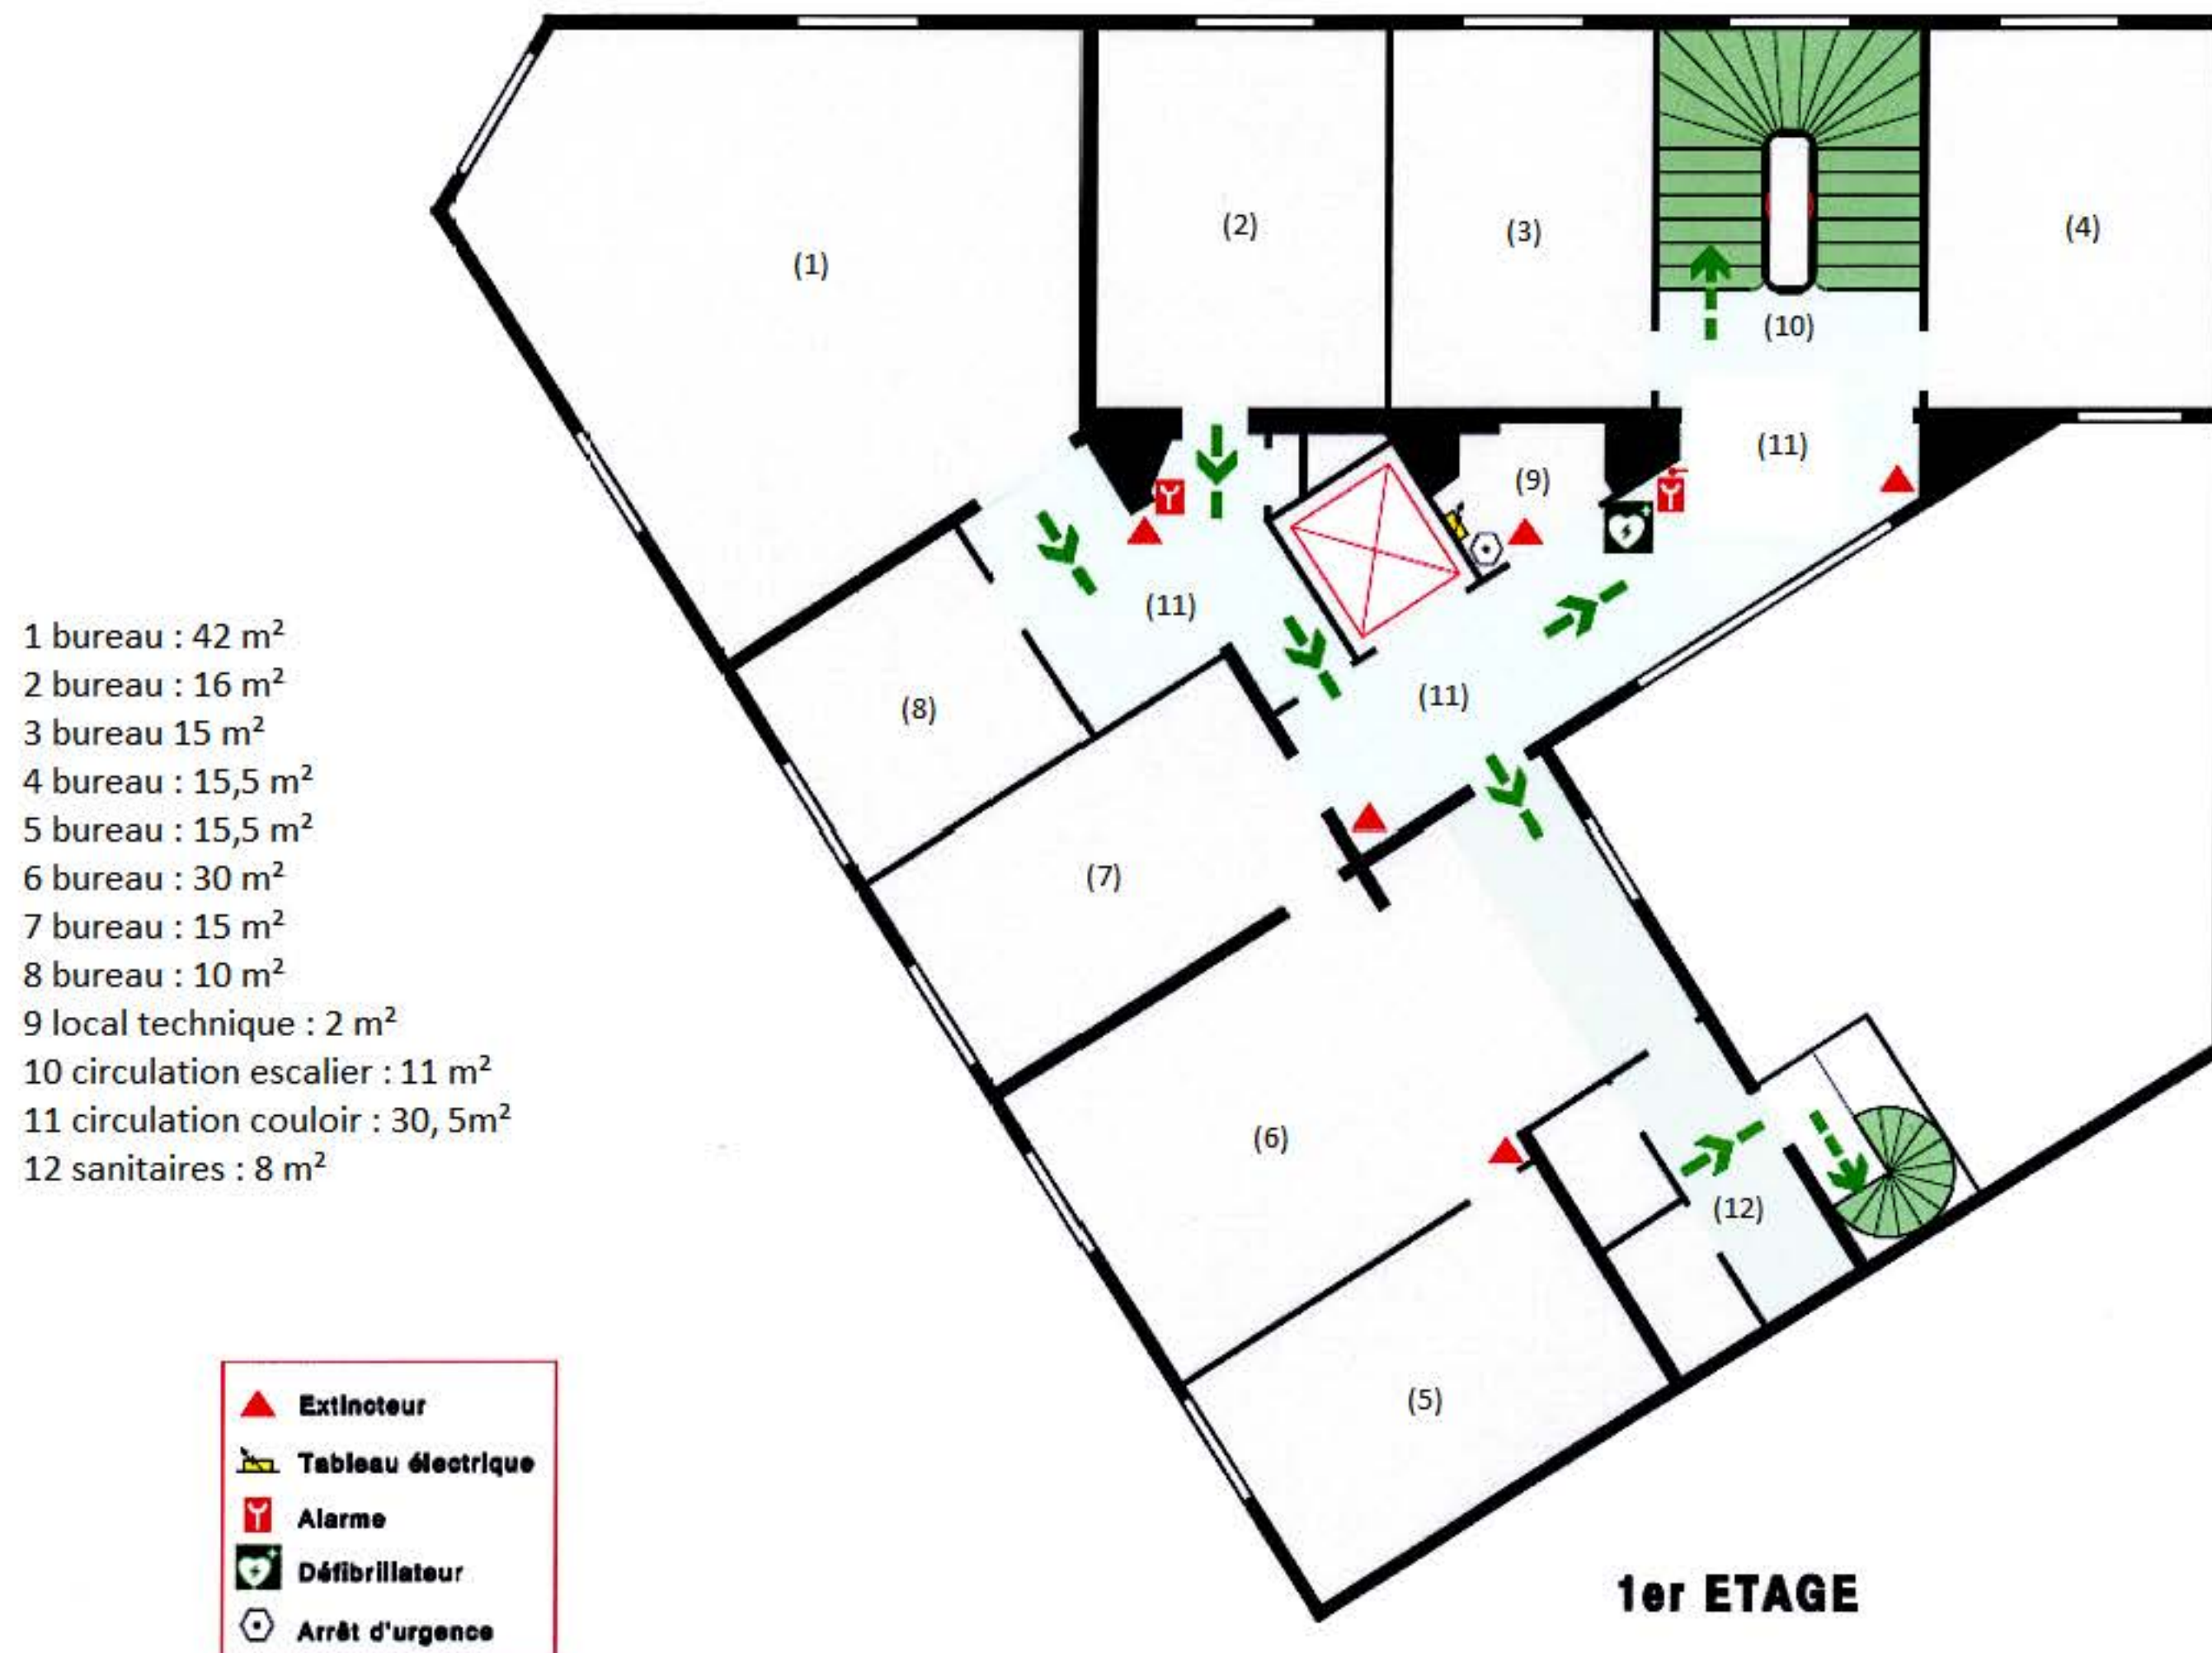 (1)
(2)
(3)
(4)
(10)
(11)
(9)
(11)
(11)
(8)
(7)
(6)
(12)
(5)
1 bureau : 42 m²
2 bureau : 16 m²
3 bureau 15 m²
4 bureau : 15,5 m²
5 bureau : 15,5 m²
6 bureau : 30 m²
7 bureau : 15 m²
8 bureau : 10 m²
9 local technique : 2 m²
10 circulation escalier : 11 m²
11 circulation couloir : 30, 5m²
12 sanitaires : 8 m²
Extincteur
Tableau électrique
Alarme
Défibrillateur
Arrêt d'urgence
1er ETAGE